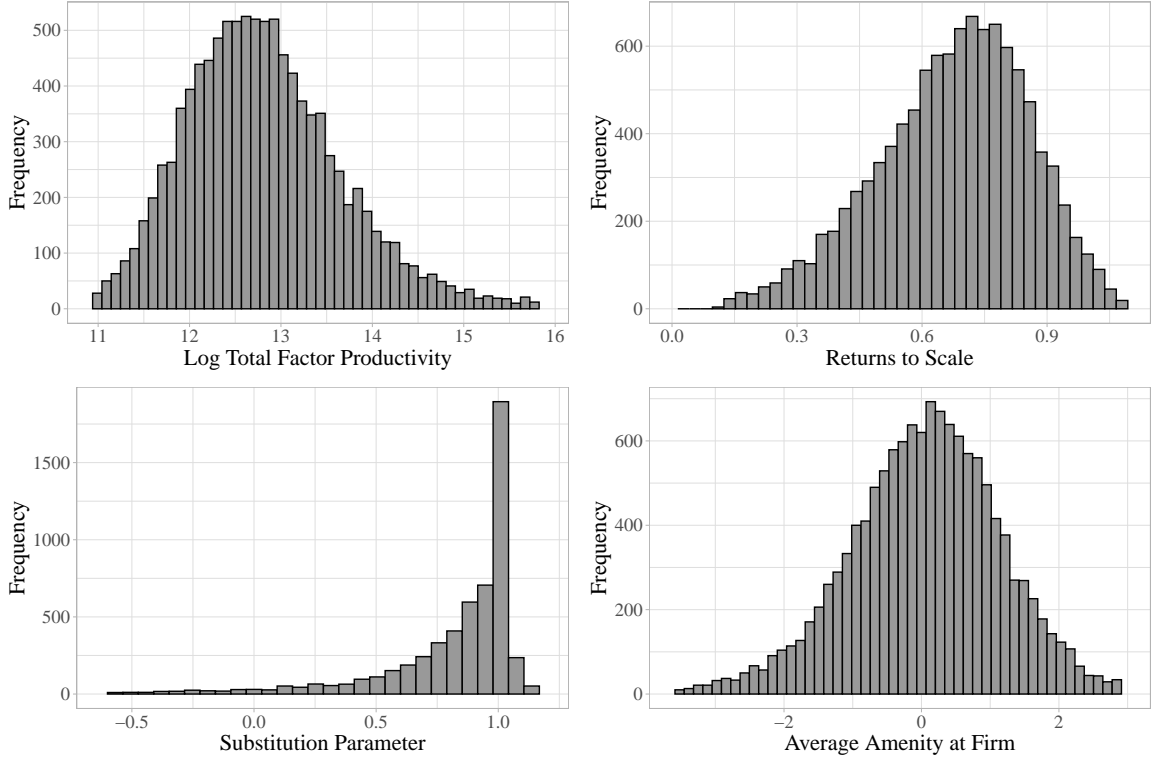 500
400
300
200
100
0
Frequency
11 12 13 14 15 16
Log Total Factor Productivity
600
400
200
0
Frequency
0.0 0.3 0.6 0.9
Returns to Scale
1500
1000
500
0
Frequency
−0.5 0.0 0.5 1.0
Substitution Parameter
600
400
200
0
Frequency
−2 0 2
Average Amenity at Firm